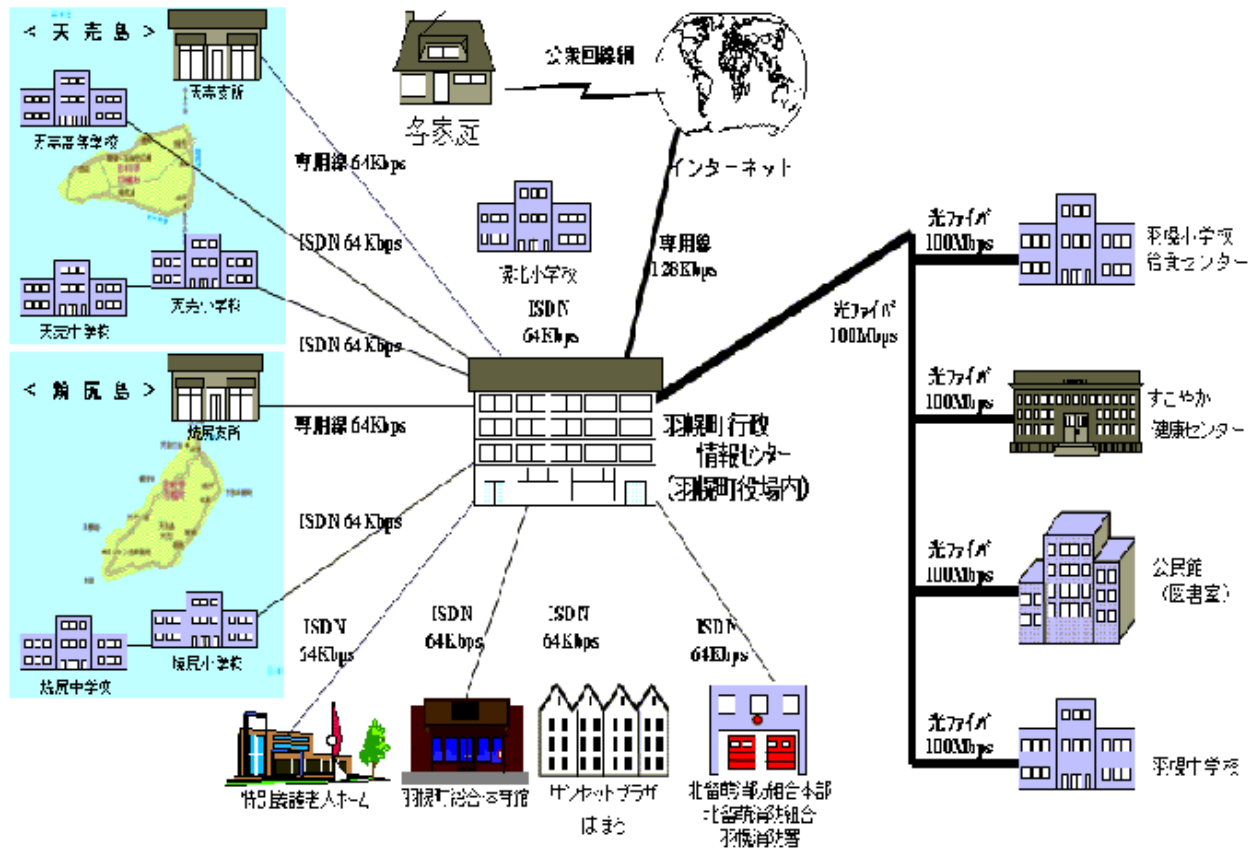 ＜ 天 売 島 ＞
天売支所
天売高等学校
天売小学校
天売中学校
＜ 焼 尻 島 ＞
焼尻支所
焼尻小学校
焼尻中学校
専用線 64Kbps
ISDN 64Kbps
ISDN 64Kbps
専用線 64Kbps
ISDN 64Kbps
各家庭
公衆回線網
インターネット
専用線
128Kbps
幌北小学校
ISDN
64Kbps
羽幌町行政
情報センター
（羽幌町役場内）
光ファイバ
100Mbps
光ファイバ
100Mbps
羽幌小学校
給食センター
光ファイバ
100Mbps
すこやか
健康センター
光ファイバ
100Mbps
公民館
（図書室）
光ファイバ
100Mbps
羽幌中学校
ISDN
64Kbps
ISDN
64Kbps
ISDN
64Kbps
ISDN
64Kbps
特別養護老人ホーム
羽幌町総合体育館
サンセットプラザ
はぼろ
北留萌消防組合本部
北留萌消防組合
羽幌消防署